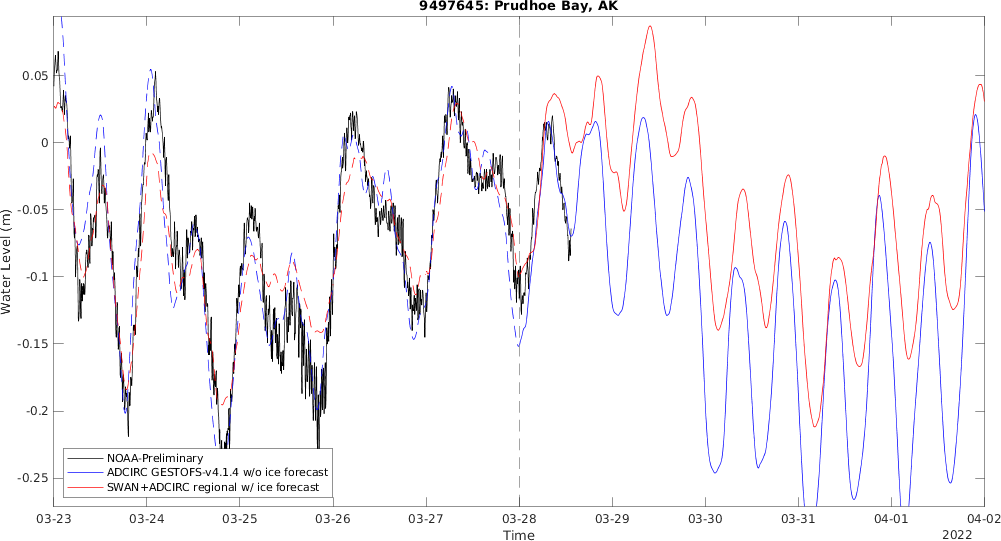 9497645: Prudhoe Bay, AK
Water Level (m)
0.05
0
-0.05
-0.1
-0.15
-0.2
-0.25
NOAA-Preliminary
ADCIRC GESTOFS-v4.1.4 w/o ice forecast
SWAN+ADCIRC regional w/ ice forecast
03-23 03-24 03-25 03-26 03-27 03-28 03-29 03-30 03-31 04-01 04-02
Time
2022